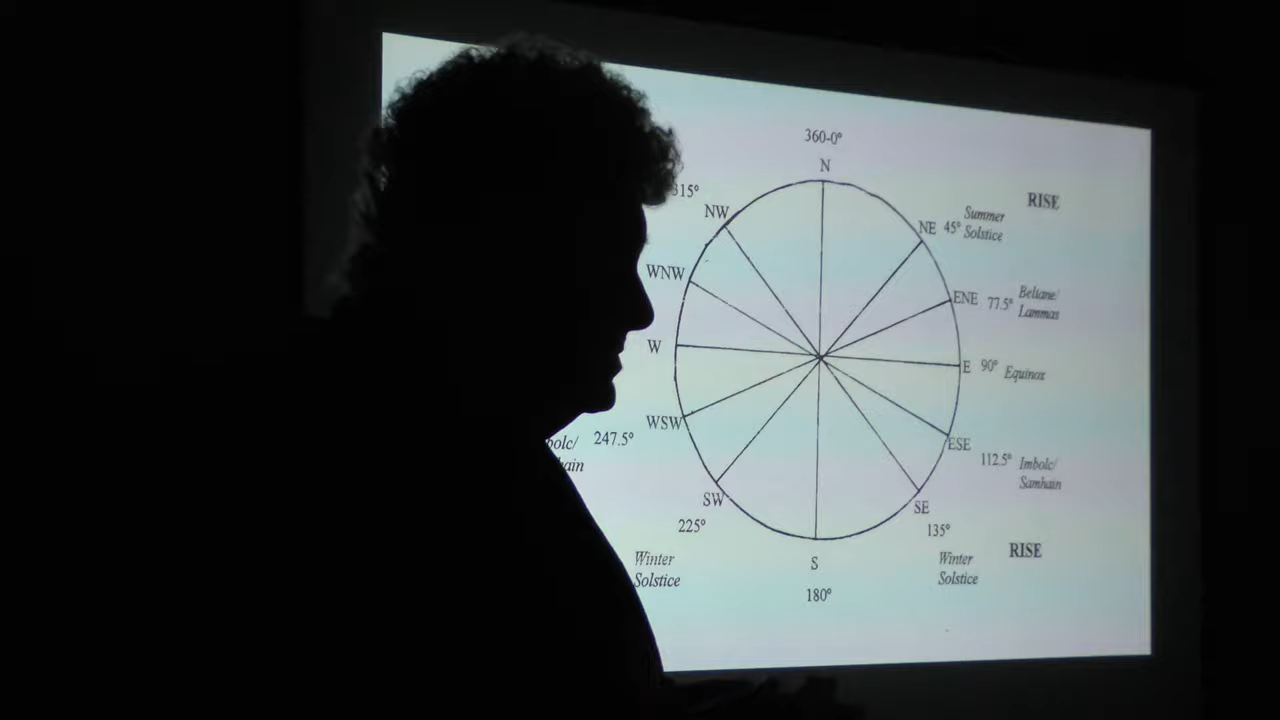 360-0°
N
315°
NW
NE 45° Summer
Solstice
RISE
WNW
ENE 77.5° Beltane/
Lammas
W
E 90° Equinox
WSW
247.5°
ESE
112.5° Imbolc/
Samhain
SW
225°
SE
135°
Winter
Solstice
S
180°
Winter
Solstice
RISE